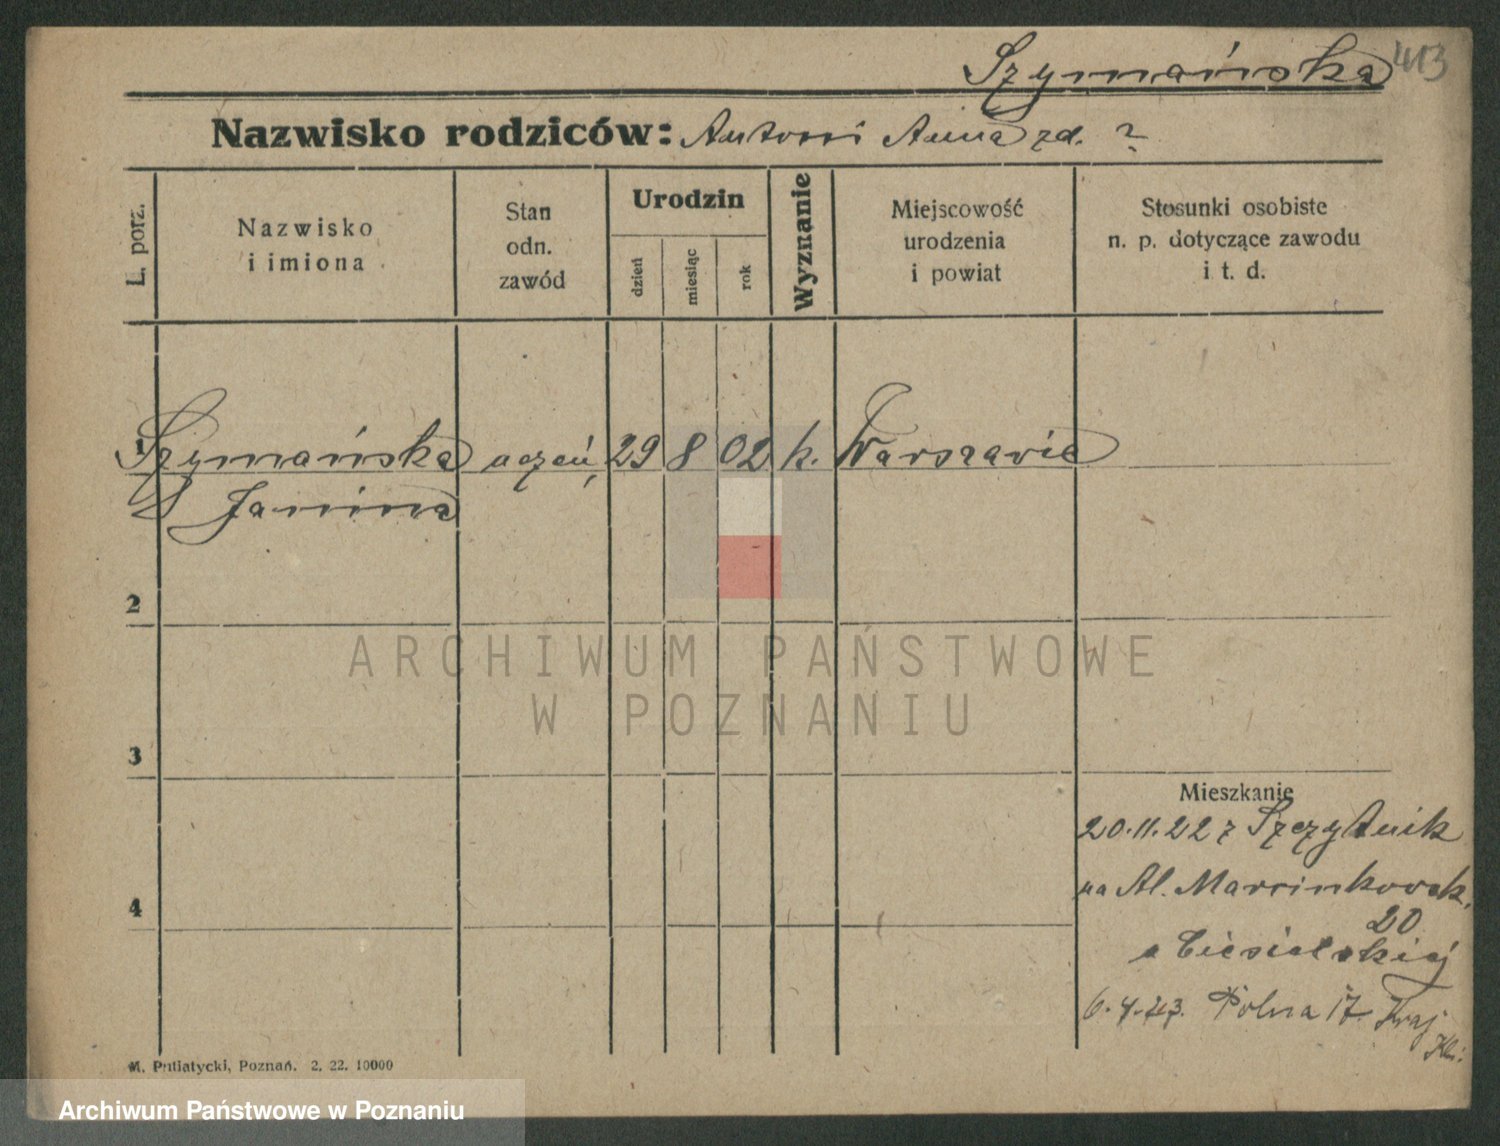 Szymańska 413
Nazwisko rodziców: Antoni Anna zd. ?
L. porz.
Nazwisko
i imiona
Stan
odn.
zawód
Urodzin
dzień
miesiąc
rok
Wyznanie
Miejscowość
urodzenia
i powiat
Stosunki osobiste
n. p. dotyczące zawodu
i t. d.
1 Szymańska uczeń, 29 8 02 k. Warszawie
Janina
2
ARCHIWUM PAŃSTWOWE
W POZNANIU
3
Mieszkanie
20.11.22 z Szczytnik
na Al. Marcinkowsk.
20
a Ciesielskiej
6.4.23. Polna 17
4
M. Putiatycki, Poznań. 2. 22. 10000
Archiwum Państwowe w Poznaniu